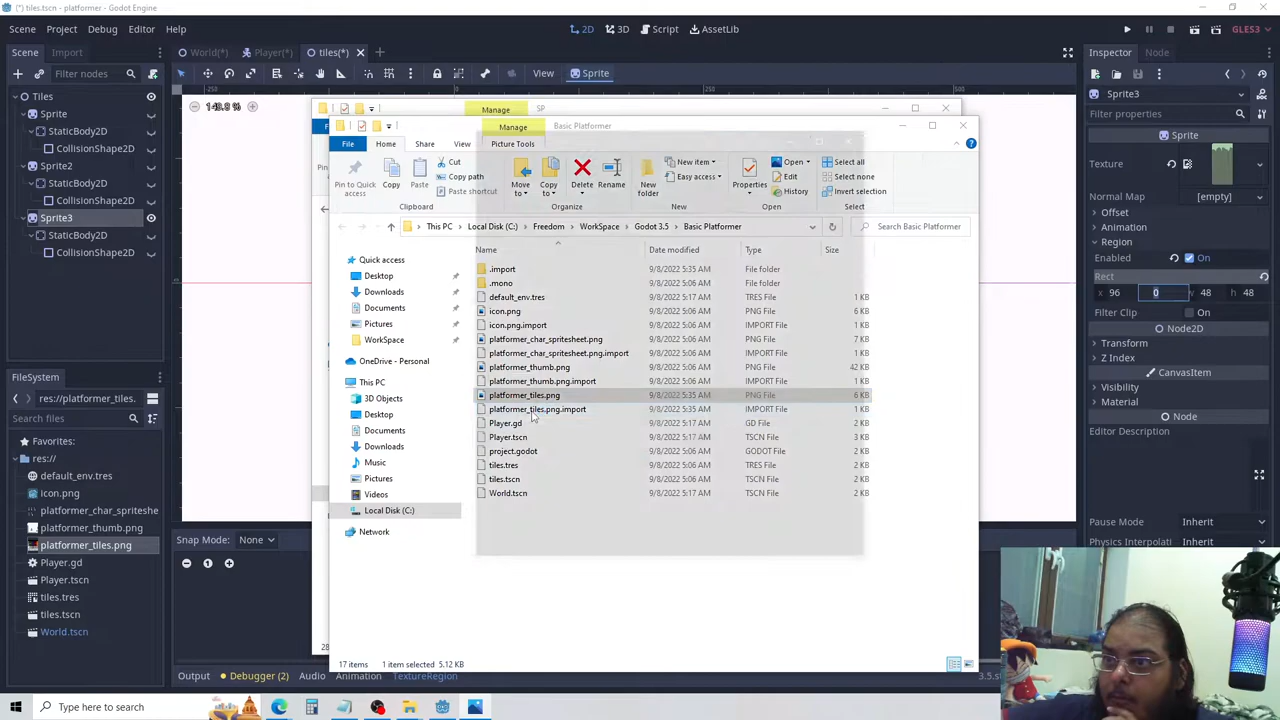 (*) tiles.tscn - platformer - Godot Engine
Scene Project Debug Editor Help
2D 3D Script AssetLib
GLES3
Scene Import
World(*) Player(*) tiles(*)
Inspector Node
Filter nodes
View Sprite
Tiles
Sprite
StaticBody2D
CollisionShape2D
Sprite2
StaticBody2D
CollisionShape2D
Sprite3
StaticBody2D
CollisionShape2D
-250
250
148.8 %
Manage SP
Manage Basic Platformer
File Home Share View Picture Tools
Pin to Quick access
Copy
Paste
Cut
Copy path
Paste shortcut
Move to
Copy to
Delete
Rename
New folder
New item
Easy access
Properties
Open
Edit
History
Select all
Select none
Invert selection
Clipboard Organize New Open Select
This PC Local Disk (C:) Freedom WorkSpace Godot 3.5 Basic Platformer
Search Basic Platformer
Name Date modified Type Size
Quick access
Desktop
Downloads
Documents
Pictures
WorkSpace
OneDrive - Personal
This PC
3D Objects
Desktop
Documents
Downloads
Music
Pictures
Videos
Local Disk (C:)
Network
.import 9/8/2022 5:35 AM File folder
.mono 9/8/2022 5:06 AM File folder
default_env.tres 9/8/2022 5:17 AM TRES File 1 KB
icon.png 9/8/2022 5:06 AM PNG File 6 KB
icon.png.import 9/8/2022 5:06 AM IMPORT File 1 KB
platformer_char_spritesheet.png 9/8/2022 5:06 AM PNG File 7 KB
platformer_char_spritesheet.png.import 9/8/2022 5:06 AM IMPORT File 1 KB
platformer_thumb.png 9/8/2022 5:06 AM PNG File 42 KB
platformer_thumb.png.import 9/8/2022 5:06 AM IMPORT File 1 KB
platformer_tiles.png 9/8/2022 5:35 AM PNG File 6 KB
platformer_tiles.png.import 9/8/2022 5:35 AM IMPORT File 1 KB
Player.gd 9/8/2022 5:17 AM GD File 2 KB
Player.tscn 9/8/2022 5:17 AM TSCN File 3 KB
project.godot 9/8/2022 5:06 AM GODOT File 2 KB
tiles.tres 9/8/2022 5:06 AM TRES File 2 KB
tiles.tscn 9/8/2022 5:06 AM TSCN File 2 KB
World.tscn 9/8/2022 5:17 AM TSCN File 2 KB
17 items 1 item selected 5.12 KB
28
Sprite3
Filter properties
Sprite
Texture
Normal Map [empty]
Offset
Animation
Region
Enabled On
Rect
x 96 0 w 48 h 48
Filter Clip On
Node2D
Transform
Z Index
CanvasItem
Visibility
Material
Node
Editor Description
Pause Mode Inherit
Physics Interpolati Inherit
FileSystem
res://platformer_tiles.
Search files
Favorites:
res://
default_env.tres
icon.png
platformer_char_spriteshe
platformer_thumb.png
platformer_tiles.png
Player.gd
Player.tscn
tiles.tres
tiles.tscn
World.tscn
Snap Mode: None
Output Debugger (2) Audio Animation TextureRegion
3.5.s
Type here to search